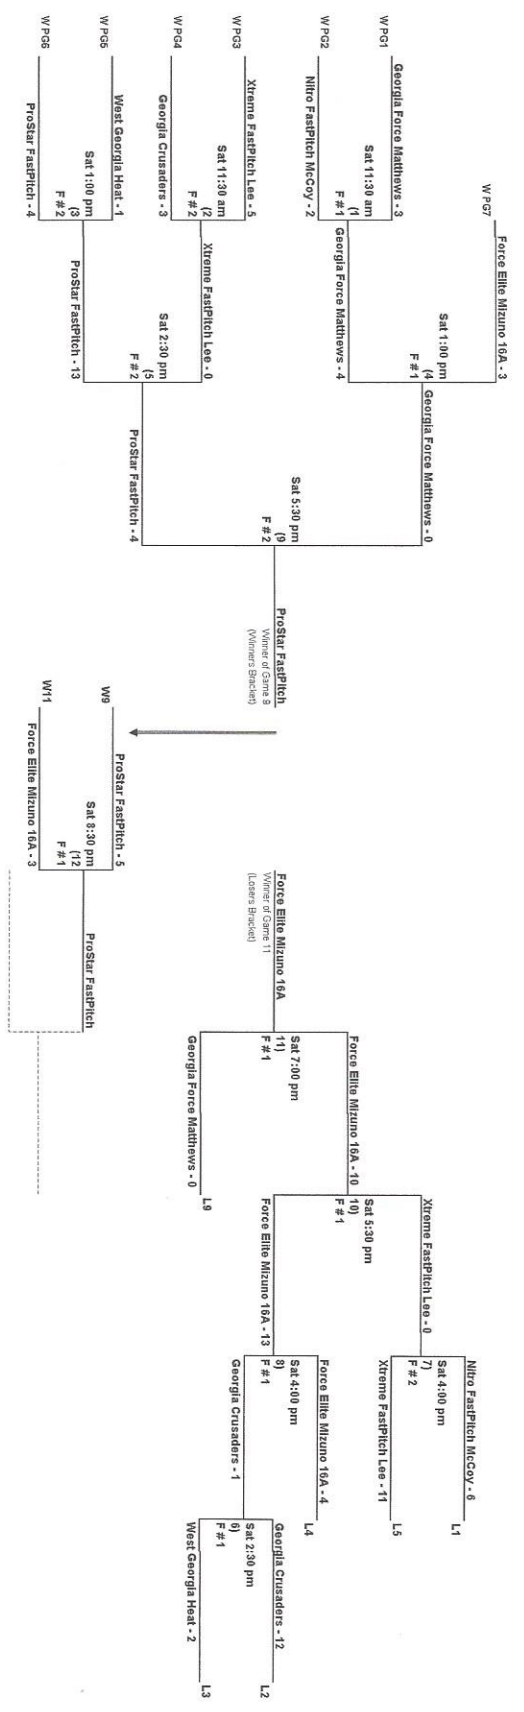 Force Elite Mizuno 16A - 3
W PG7
Sat 1:00 pm
(4
F # 1
Georgia Force Matthews - 0
Georgia Force Matthews - 3
W PG1
Sat 11:30 am
(1
F # 1
Georgia Force Matthews - 4
Nitro FastPitch McCoy - 2
W PG2
Sat 5:30 pm
(9
F # 2
ProStar FastPitch
Winner of Game 9
(Winners Bracket)
Xtreme FastPitch Lee - 5
W PG3
Sat 11:30 am
(2
F # 2
Xtreme FastPitch Lee - 0
Georgia Crusaders - 3
W PG4
Sat 2:30 pm
(5
F # 2
ProStar FastPitch - 4
West Georgia Heat - 1
W PG5
Sat 1:00 pm
(3
F # 2
ProStar FastPitch - 13
ProStar FastPitch - 4
W PG6
ProStar FastPitch - 5
W9
Sat 8:30 pm
(12
F # 1
ProStar FastPitch
Force Elite Mizuno 16A - 3
W11
Force Elite Mizuno 16A
Winner of Game 11
(Losers Bracket)
Force Elite Mizuno 16A - 10
Sat 7:00 pm
11)
F # 1
Georgia Force Matthews - 0
L9
Xtreme FastPitch Lee - 0
Sat 5:30 pm
10)
F # 1
Force Elite Mizuno 16A - 13
Nitro FastPitch McCoy - 6
L1
Sat 4:00 pm
7)
F # 2
Xtreme FastPitch Lee - 11
L5
Force Elite Mizuno 16A - 4
L4
Sat 4:00 pm
8)
F # 1
Georgia Crusaders - 1
Georgia Crusaders - 12
L2
Sat 2:30 pm
6)
F # 1
West Georgia Heat - 2
L3